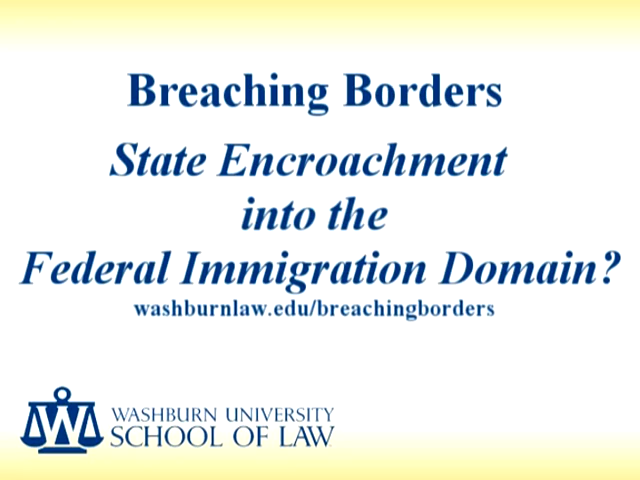 Breaching Borders
State Encroachment
into the
Federal Immigration Domain?
washburnlaw.edu/breachingborders
W WASHBURN UNIVERSITY
SCHOOL OF LAW